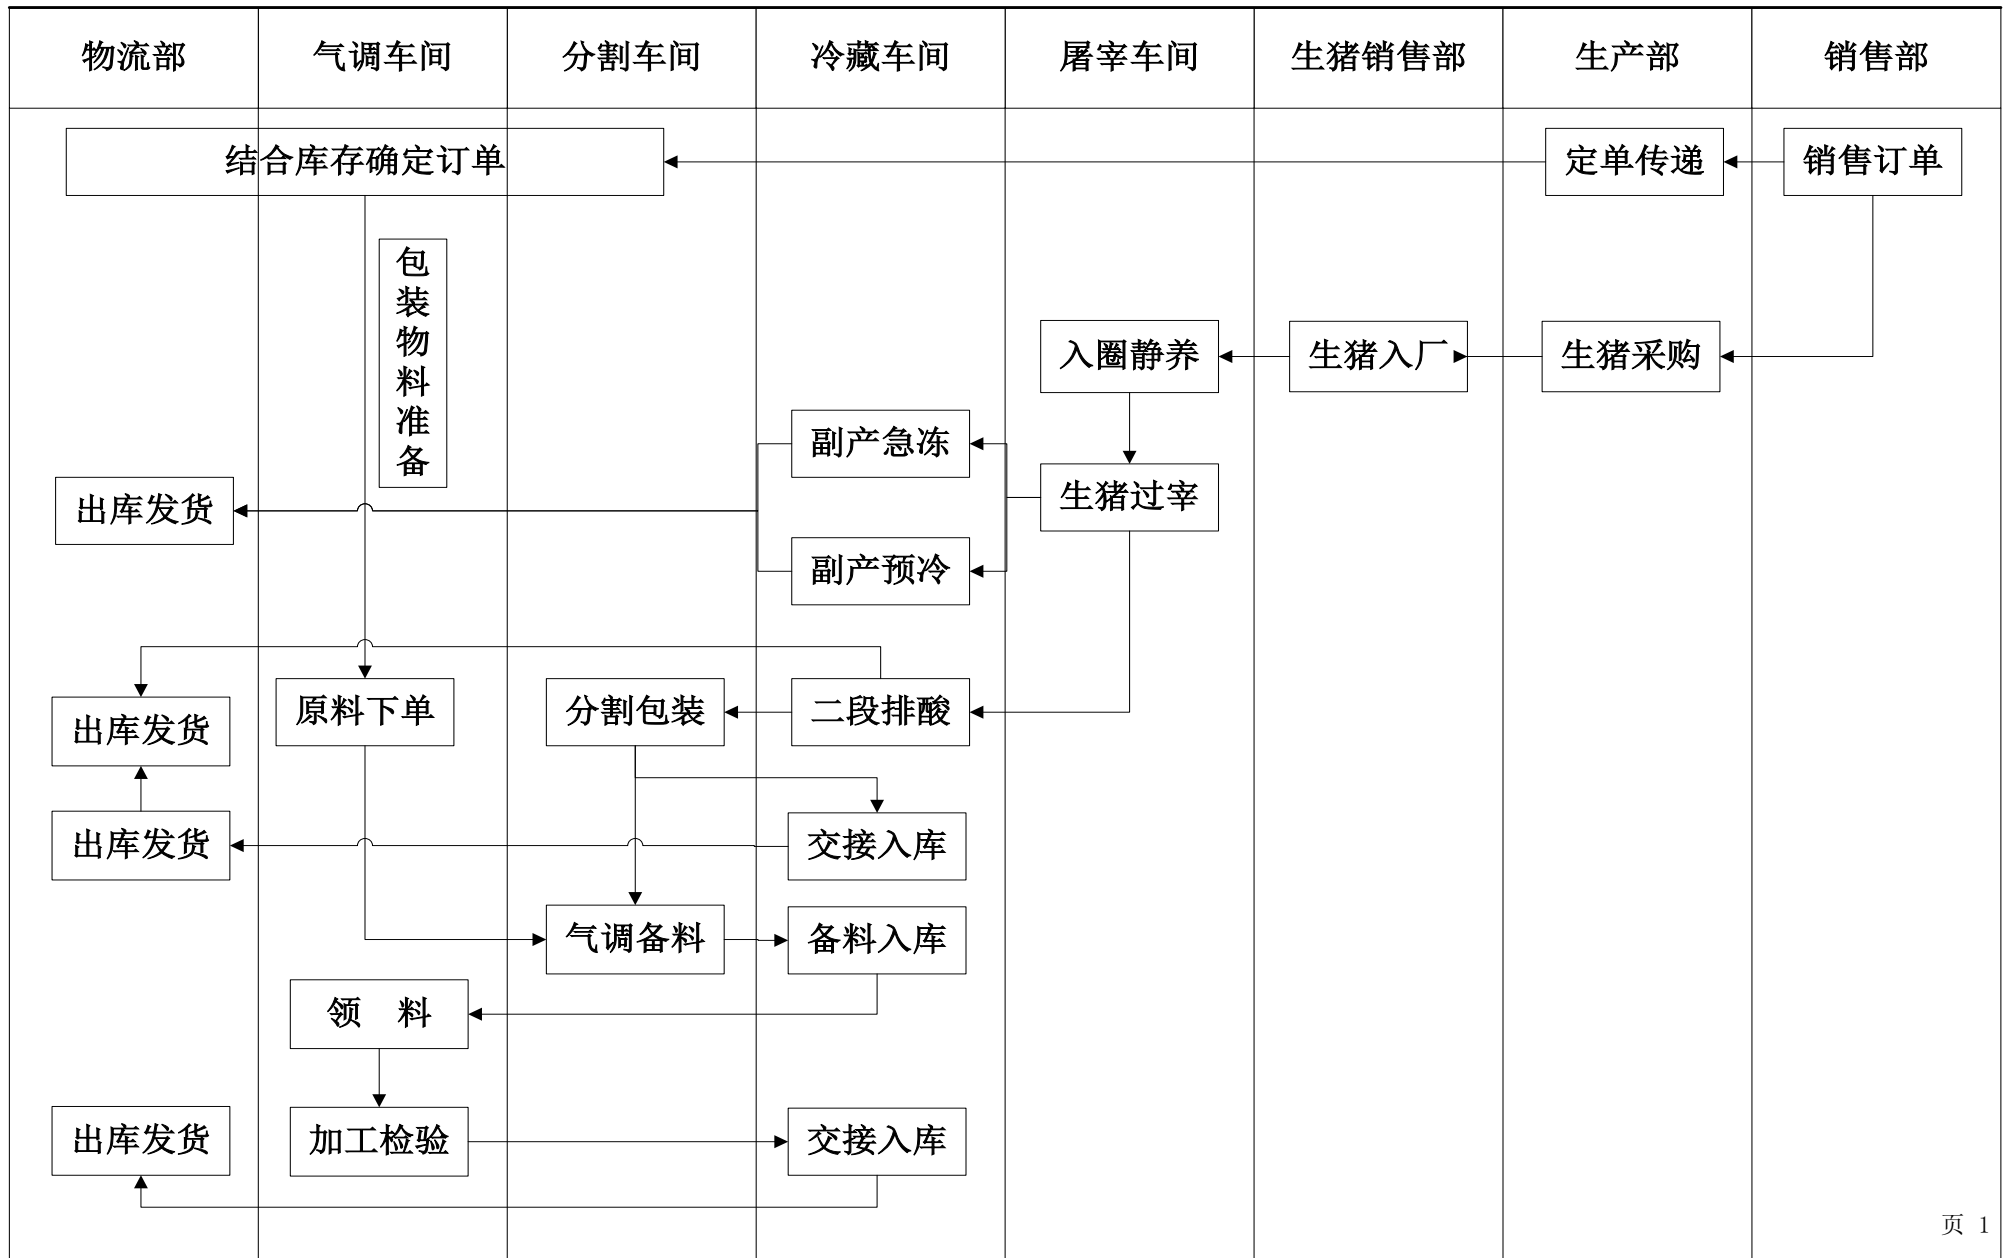 物流部
气调车间
分割车间
冷藏车间
屠宰车间
生猪销售部
生产部
销售部
结合库存确定订单
定单传递
销售订单
包装物料准备
入圈静养
生猪入厂
生猪采购
副产急冻
生猪过宰
出库发货
副产预冷
原料下单
分割包装
二段排酸
出库发货
出库发货
交接入库
气调备料
备料入库
领 料
出库发货
加工检验
交接入库
页 1